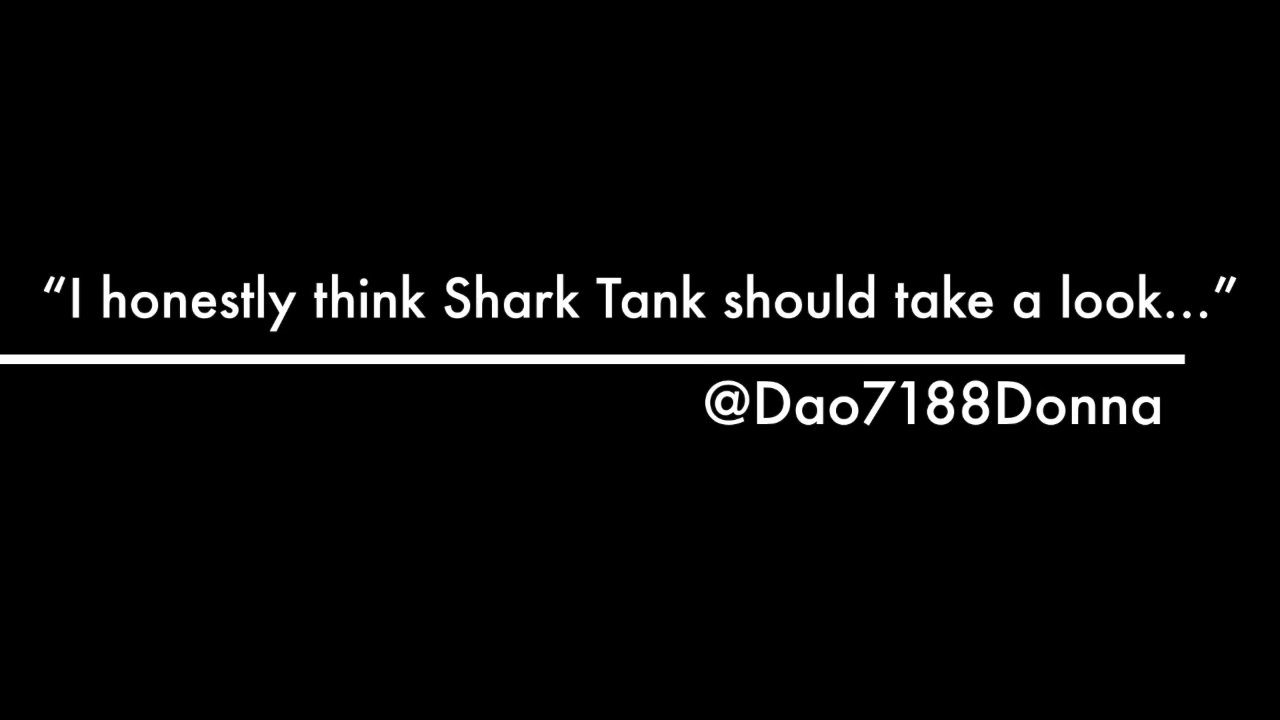 “I honestly think Shark Tank should take a look...”
@Dao7188Donna